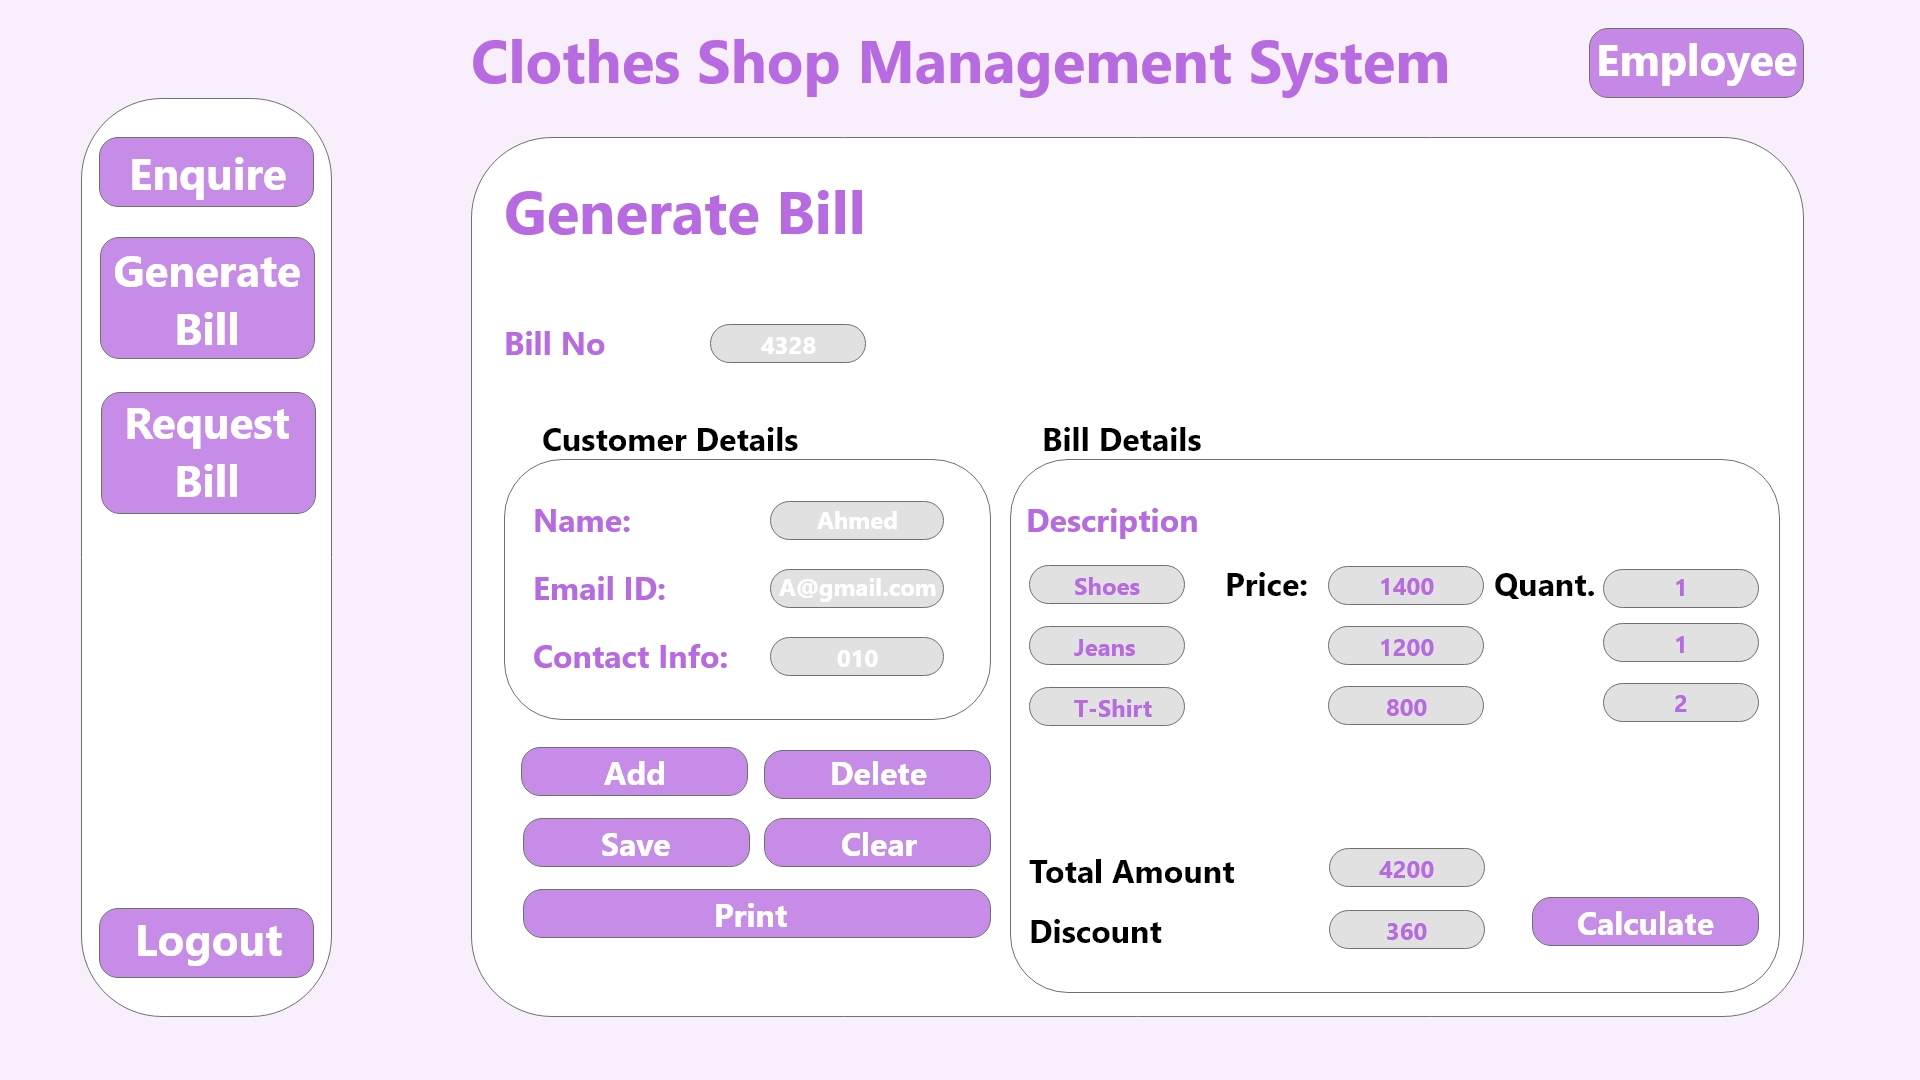 Clothes Shop Management System
Employee
Enquire
Generate
Bill
Request
Bill
Logout
Generate Bill
Bill No 4328
Customer Details
Name: Ahmed
Email ID: A@gmail.com
Contact Info: 010
Add Delete
Save Clear
Print
Bill Details
Description
Shoes Price: 1400 Quant. 1
Jeans 1200 1
T-Shirt 800 2
Total Amount 4200
Discount 360
Calculate